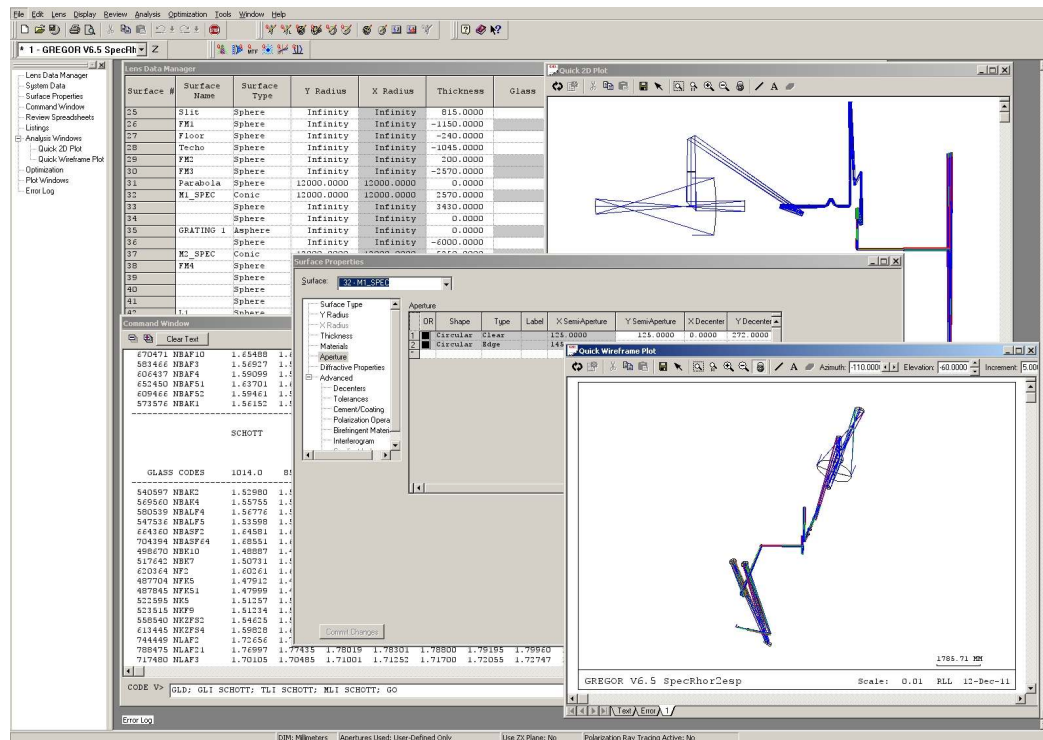 File Edit Lens Display Review Analysis Optimization Tools Window Help
* 1 - GREGOR V6.5 SpecRh Z
Lens Data Manager
System Data
Surface Properties
Command Window
Review Spreadsheets
Listings
Analysis Windows
Quick 2D Plot
Quick Wireframe Plot
Optimization
Plot Windows
Error Log
Lens Data Manager
Surface # Surface Name Surface Type Y Radius X Radius Thickness Glass
25 Slit Sphere Infinity Infinity 815.0000
26 FM1 Sphere Infinity Infinity -1150.0000
27 Floor Sphere Infinity Infinity -240.0000
28 Techo Sphere Infinity Infinity -1045.0000
29 FM2 Sphere Infinity Infinity 200.0000
30 FM3 Sphere Infinity Infinity -2570.0000
31 Parabola Sphere 12000.0000 12000.0000 0.0000
32 M1_SPEC Conic 12000.0000 12000.0000 2570.0000
33 Sphere Infinity Infinity 3430.0000
34 Sphere Infinity Infinity 0.0000
35 GRATING 1 Asphere Infinity Infinity 0.0000
36 Sphere Infinity Infinity -6000.0000
37 M2_SPEC Conic
38 FM4 Sphere
39 Sphere
40 Sphere
41 Sphere
42 L1 Sphere
Quick 2D Plot
Surface Properties
Surface: 32 - M1_SPEC
Surface Type
Y Radius
X Radius
Thickness
Materials
Aperture
Diffractive Properties
Advanced
Decenters
Tolerances
Cement/Coating
Polarization Opera
Birefringent Materi
Interferogram
Aperture
OR Shape Type Label X Semi-Aperture Y Semi-Aperture X Decenter Y Decenter
1 Circular Clear 125.0000 125.0000 0.0000 272.0000
2 Circular Edge 145
Commit Changes
Command Window
Clear Text
670471 NBAF10 1.65488
583466 NBAF3 1.56927
606437 NBAF4 1.59099
652450 NBAF51 1.63701
609466 NBAF52 1.59461
573576 NBAK1 1.56152
SCHOTT
GLASS CODES 1014.0
540597 NBAK2 1.52980
569560 NBAK4 1.55755
580539 NBALF4 1.56776
547536 NBALF5 1.53598
664360 NBASF2 1.64581
704394 NBASF64 1.68551
498670 NBK10 1.48887
517642 NBK7 1.50731
620364 NF2 1.60261
487704 NFK5 1.47912
487845 NFK51 1.47999
522595 NK5 1.51257
523515 NKF9 1.51234
558540 NKZFS2 1.54625
613445 NKZFS4 1.59828
744449 NLAF2 1.72656
788475 NLAF21 1.76997 1.77435 1.78019 1.78301 1.78800 1.79195 1.79960
717480 NLAF3 1.70105 1.70485 1.71001 1.71252 1.71700 1.72055 1.72747
CODE V> GLD; GLI SCHOTT; TLI SCHOTT; MLI SCHOTT; GO
Quick Wireframe Plot
Azimuth: -110.000 Elevation: -60.0000 Increment: 5.00
1785.71 MM
GREGOR V6.5 SpecRhor2esp Scale: 0.01 RLL 12-Dec-11
Text Error 1
Error Log
DIM: Millimeters Apertures Used: User-Defined Only Use ZX Plane: No Polarization Ray Tracing Active: No